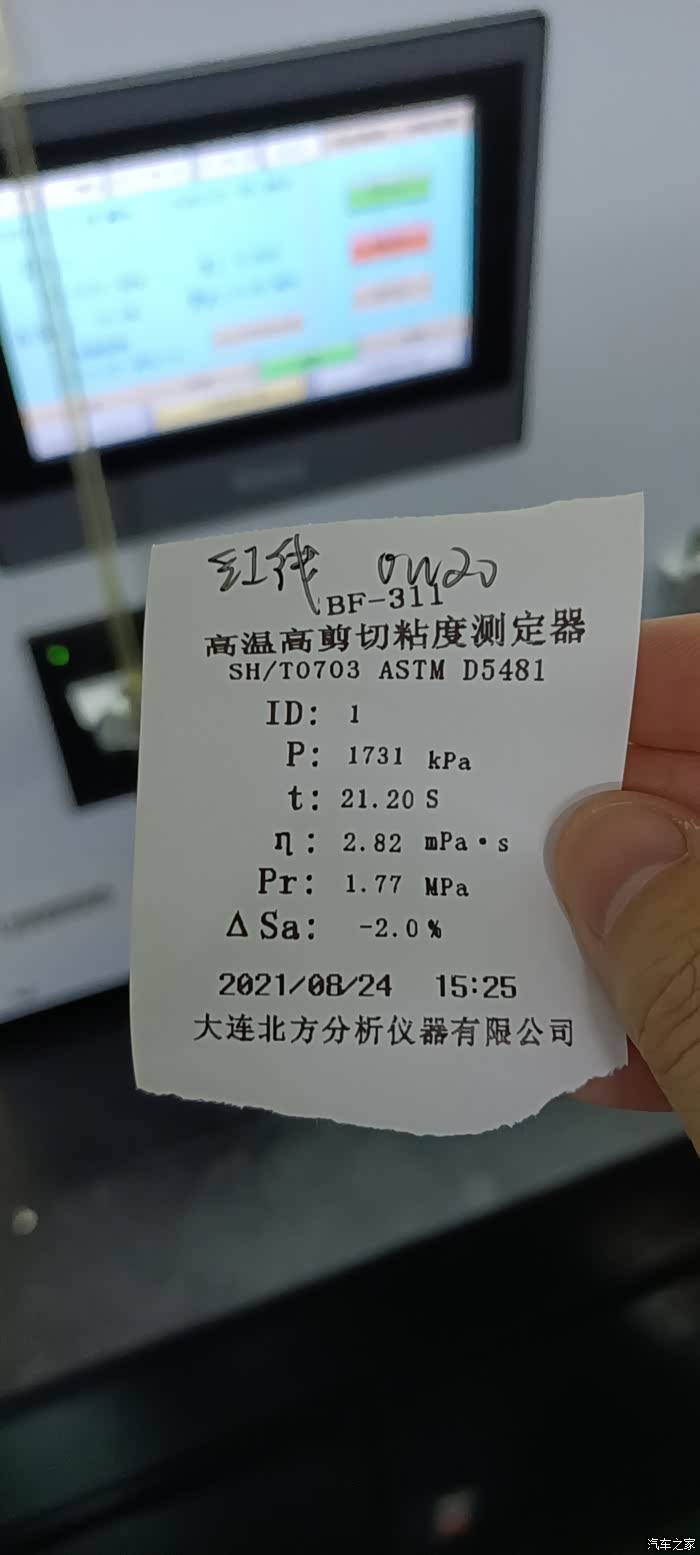 红线 0W20
BF-311
高温高剪切粘度测定器
SH/T0703 ASTM D5481
ID: 1
P: 1731 kPa
t: 21.20 S
η: 2.82 mPa·s
Pr: 1.77 MPa
ΔSa: -2.0%
2021/08/24 15:25
大连北方分析仪器有限公司
汽车之家